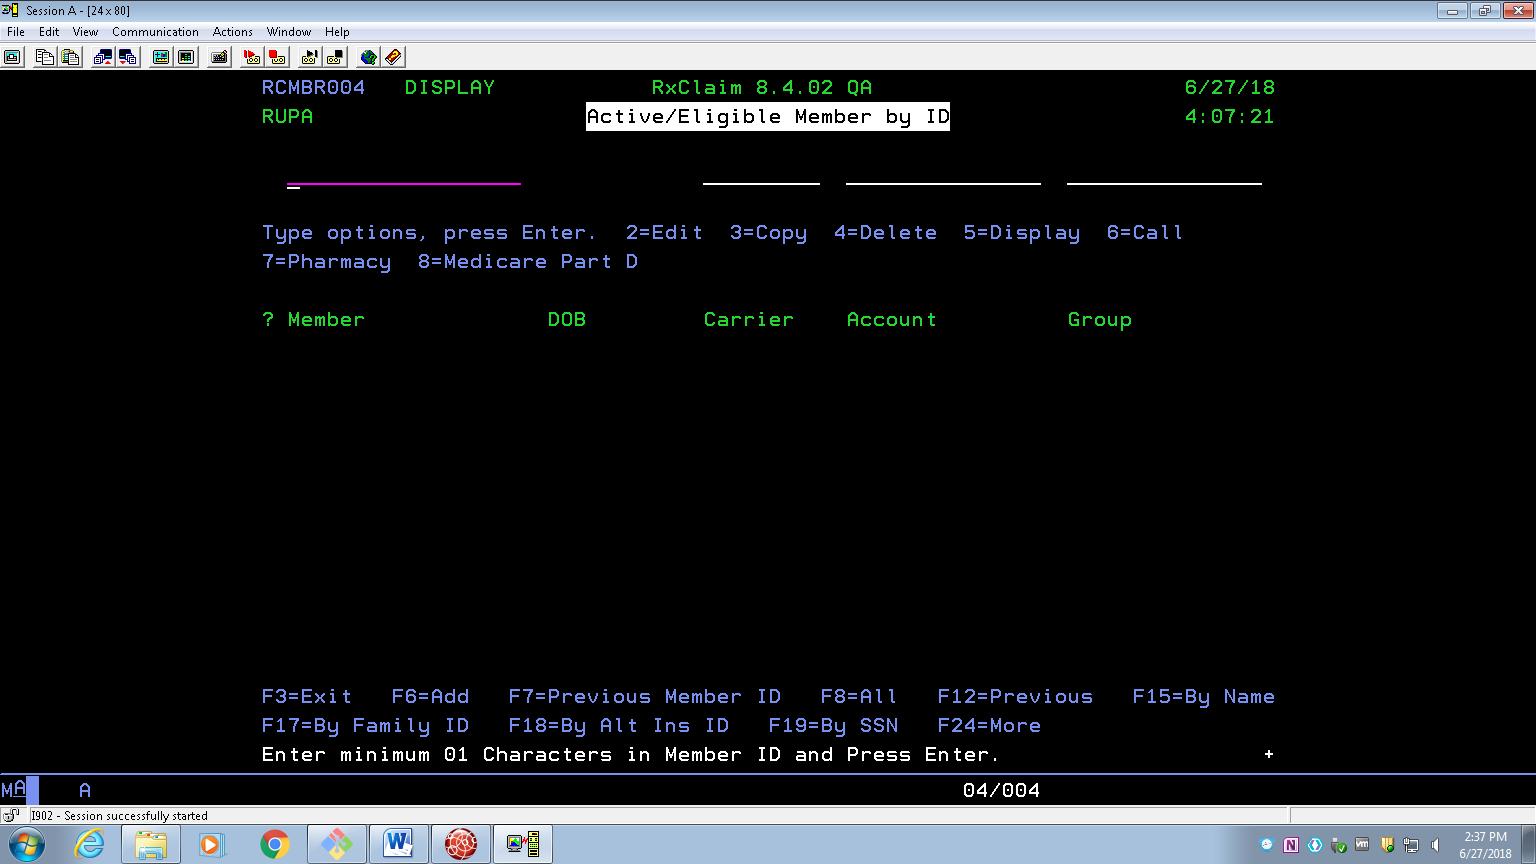 Session A - [24 x 80]
File Edit View Communication Actions Window Help
RCMBR004 DISPLAY RxClaim 8.4.02 QA 6/27/18
RUPA Active/Eligible Member by ID 4:07:21
Type options, press Enter. 2=Edit 3=Copy 4=Delete 5=Display 6=Call
7=Pharmacy 8=Medicare Part D
? Member DOB Carrier Account Group
F3=Exit F6=Add F7=Previous Member ID F8=All F12=Previous F15=By Name
F17=By Family ID F18=By Alt Ins ID F19=By SSN F24=More
Enter minimum 01 Characters in Member ID and Press Enter. +
MA A 04/004
I902 - Session successfully started
2:37 PM
6/27/2018